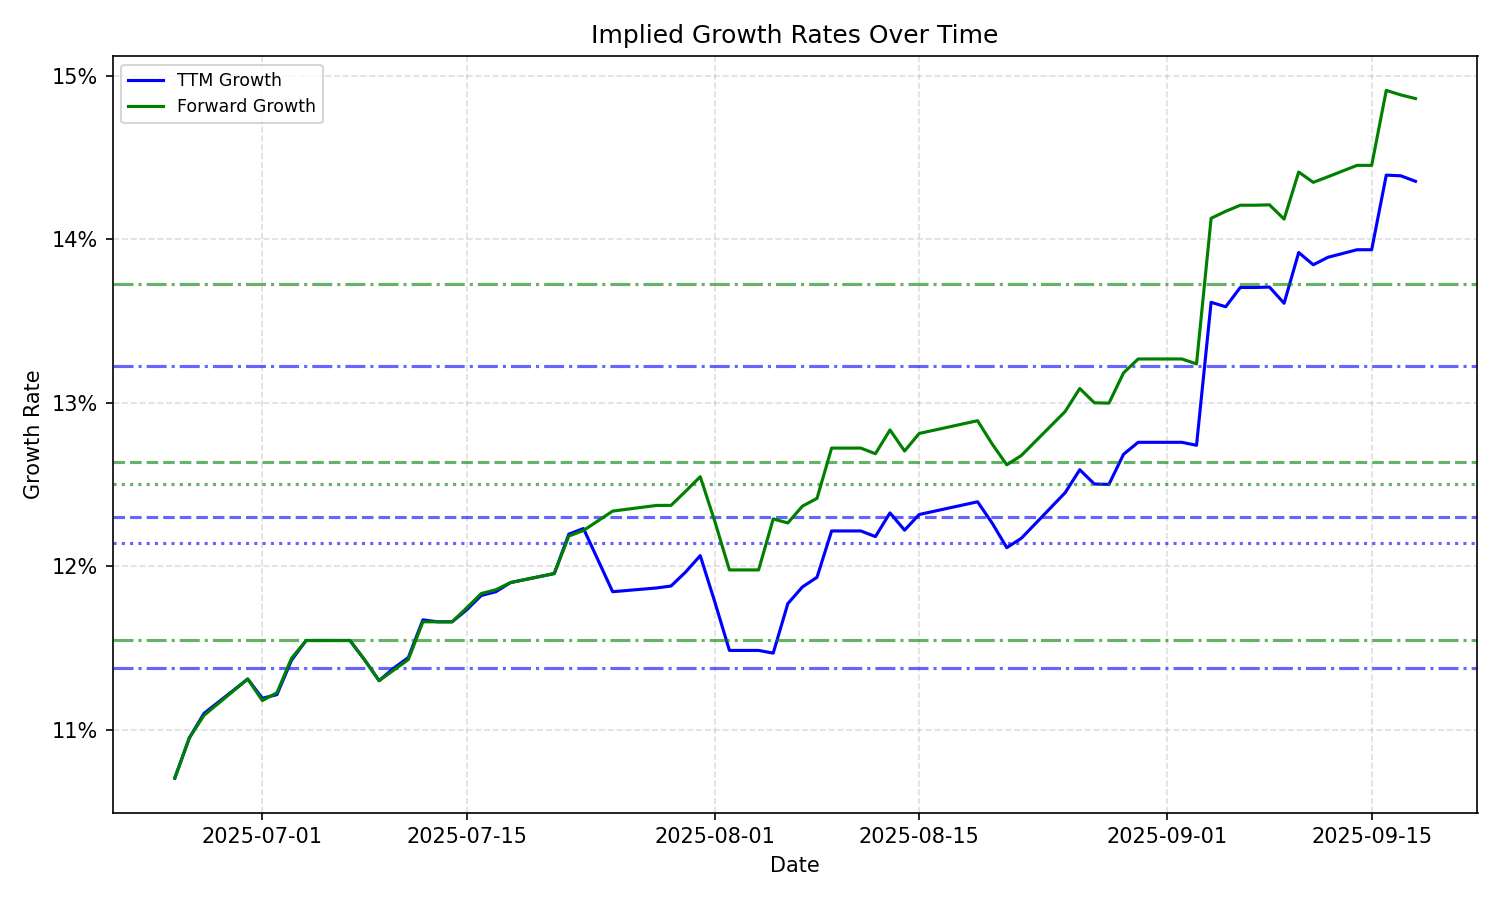 Implied Growth Rates Over Time
TTM Growth
Forward Growth
Growth Rate
15%
14%
13%
12%
11%
2025-07-01
2025-07-15
2025-08-01
2025-08-15
2025-09-01
2025-09-15
Date